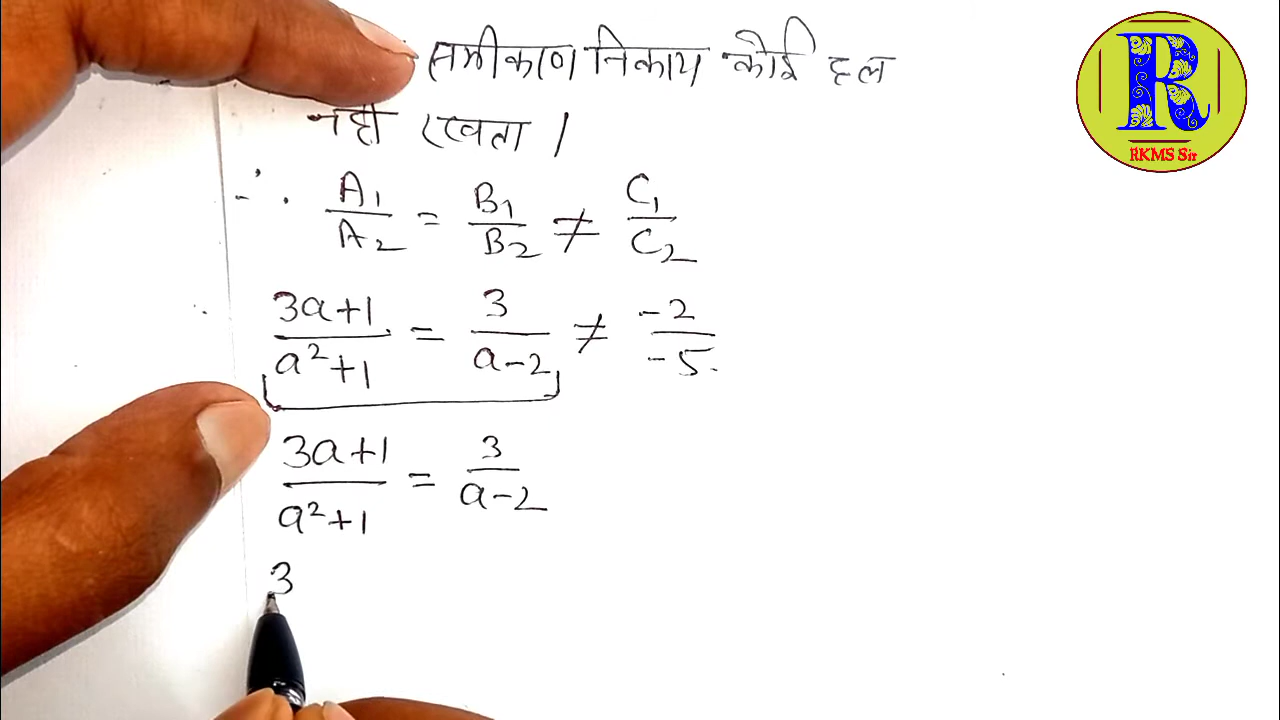 समीकरण निकाय कोई हल
नही रखता ।
∴ A₁/A₂ = B₁/B₂ ≠ C₁/C₂
(3a+1)/(a²+1) = 3/(a-2) ≠ -2/-5
(3a+1)/(a²+1) = 3/(a-2)
3
R
RKMS Sir